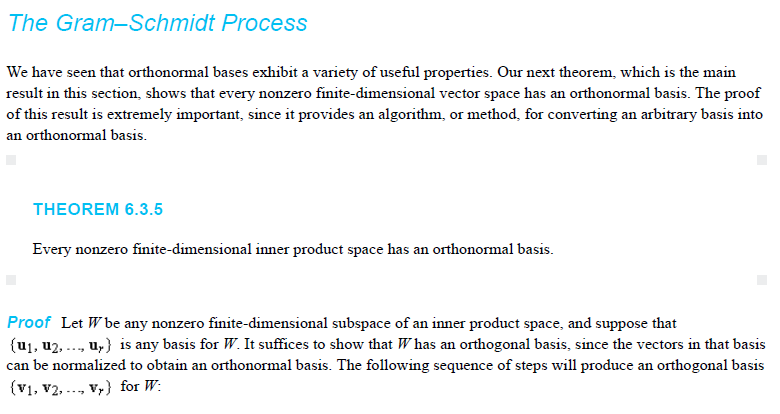 The Gram–Schmidt Process
We have seen that orthonormal bases exhibit a variety of useful properties. Our next theorem, which is the main
result in this section, shows that every nonzero finite-dimensional vector space has an orthonormal basis. The proof
of this result is extremely important, since it provides an algorithm, or method, for converting an arbitrary basis into
an orthonormal basis.
THEOREM 6.3.5
Every nonzero finite-dimensional inner product space has an orthonormal basis.
Proof Let W be any nonzero finite-dimensional subspace of an inner product space, and suppose that
{u₁, u₂, ..., uᵣ} is any basis for W. It suffices to show that W has an orthogonal basis, since the vectors in that basis
can be normalized to obtain an orthonormal basis. The following sequence of steps will produce an orthogonal basis
{v₁, v₂, ..., vᵣ} for W: